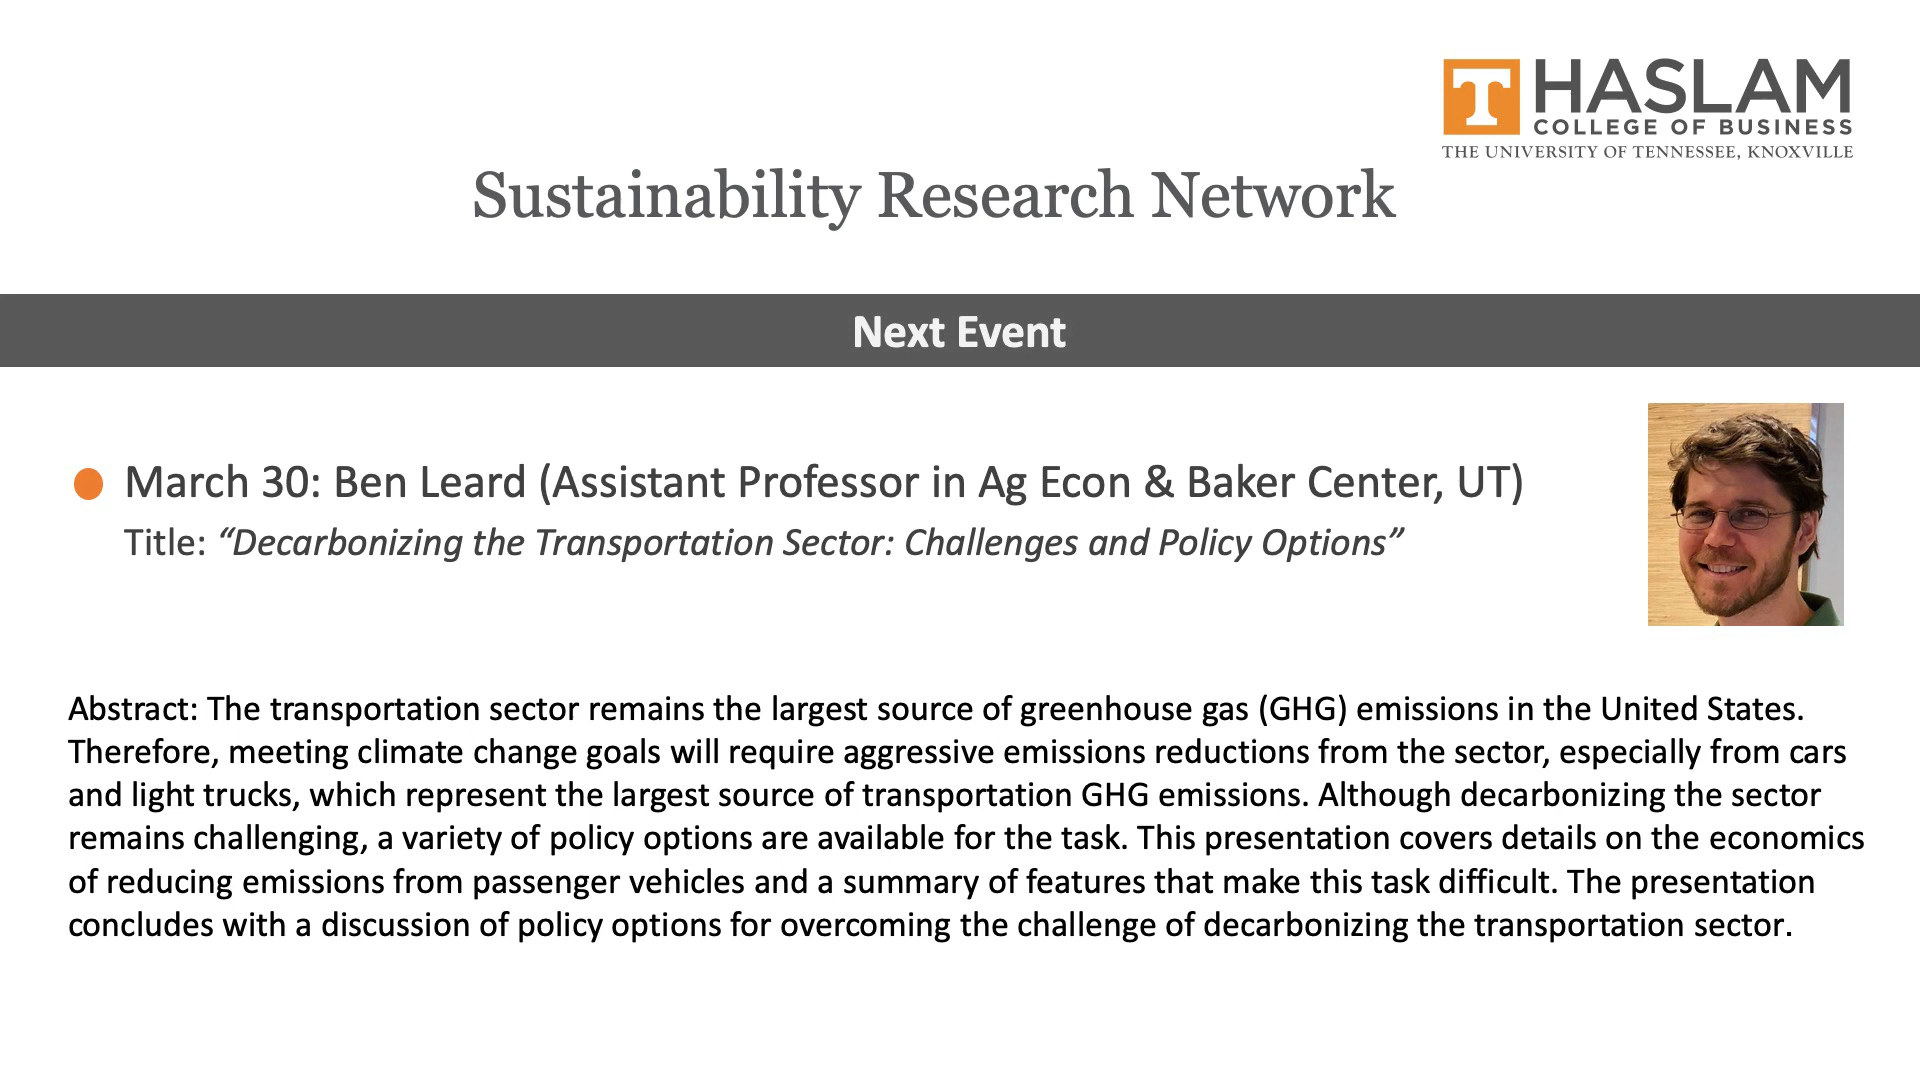 T HASLAM
COLLEGE OF BUSINESS
THE UNIVERSITY OF TENNESSEE, KNOXVILLE
Sustainability Research Network
Next Event
March 30: Ben Leard (Assistant Professor in Ag Econ & Baker Center, UT)
Title: “Decarbonizing the Transportation Sector: Challenges and Policy Options”
Abstract: The transportation sector remains the largest source of greenhouse gas (GHG) emissions in the United States.
Therefore, meeting climate change goals will require aggressive emissions reductions from the sector, especially from cars
and light trucks, which represent the largest source of transportation GHG emissions. Although decarbonizing the sector
remains challenging, a variety of policy options are available for the task. This presentation covers details on the economics
of reducing emissions from passenger vehicles and a summary of features that make this task difficult. The presentation
concludes with a discussion of policy options for overcoming the challenge of decarbonizing the transportation sector.